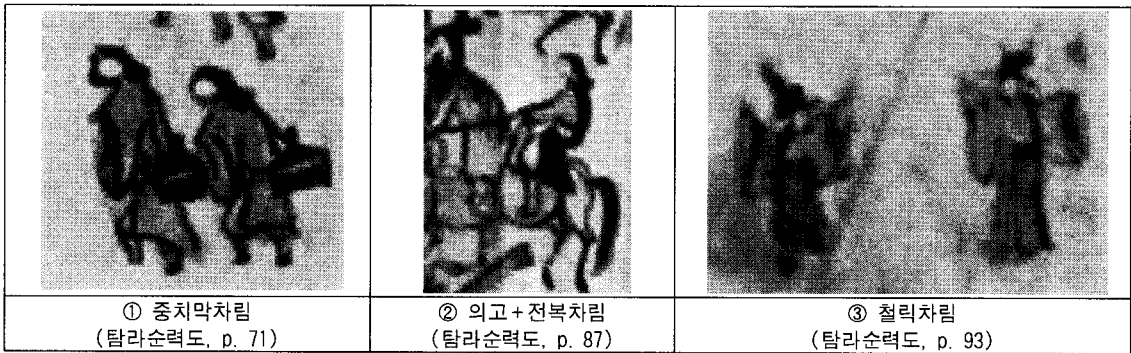 ① 중치막차림
(탐라순력도, p. 71)
② 의고+전복차림
(탐라순력도, p. 87)
③ 철릭차림
(탐라순력도, p. 93)